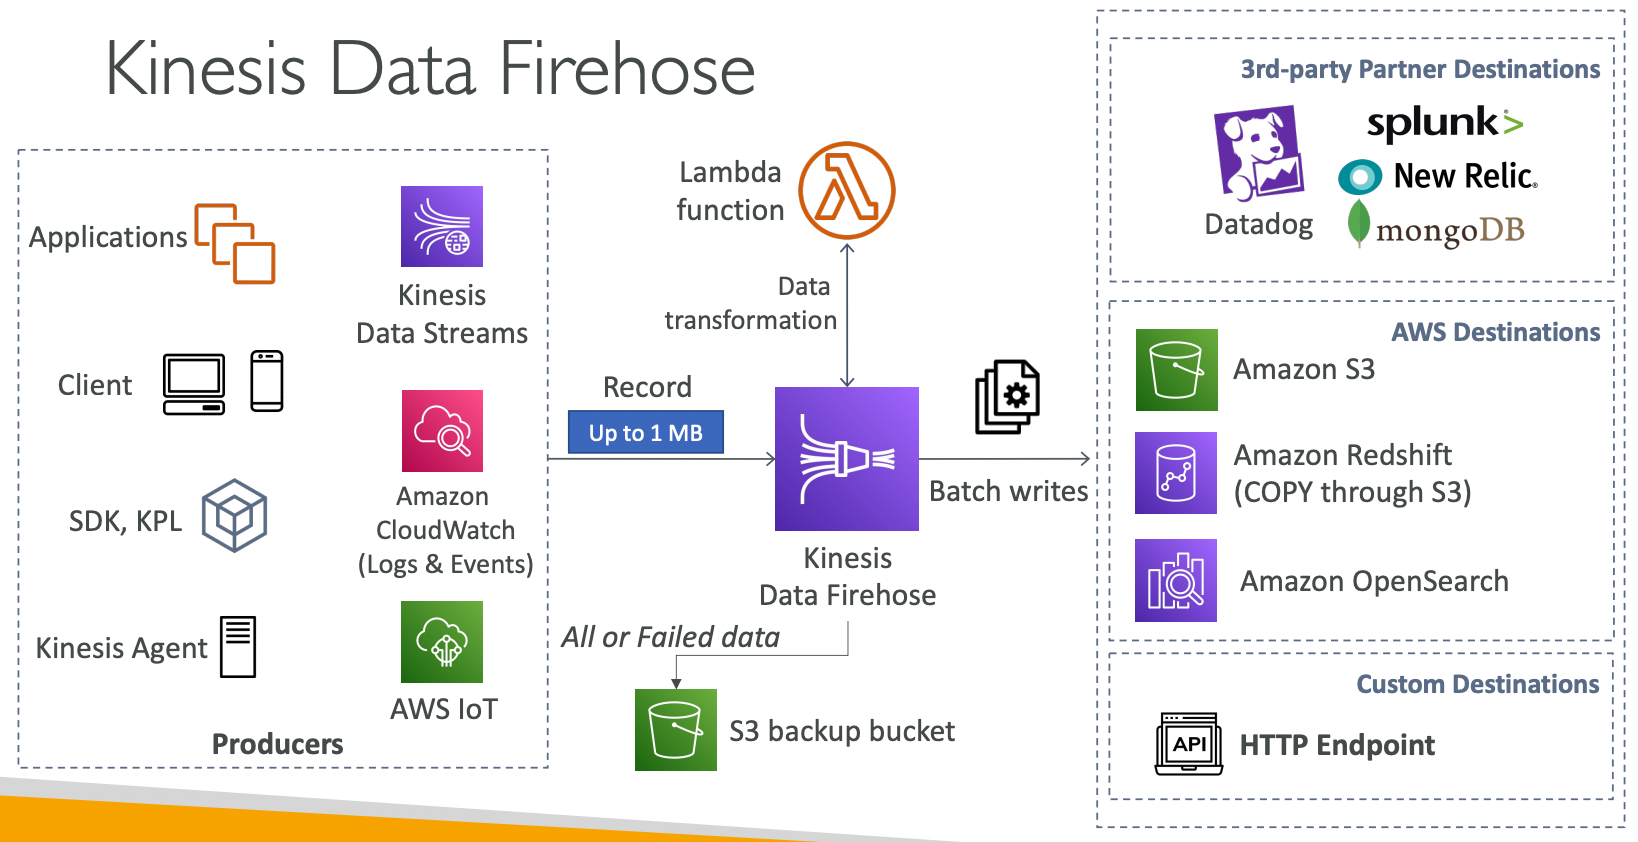 Kinesis Data Firehose
Applications
Kinesis
Data Streams
Client
Amazon
CloudWatch
(Logs & Events)
SDK, KPL
Kinesis Agent
AWS IoT
Producers
Record
Up to 1 MB
Lambda
function
Data
transformation
Kinesis
Data Firehose
Batch writes
All or Failed data
S3 backup bucket
3rd-party Partner Destinations
Datadog
splunk>
New Relic®
mongoDB
AWS Destinations
Amazon S3
Amazon Redshift
(COPY through S3)
Amazon OpenSearch
Custom Destinations
API
HTTP Endpoint